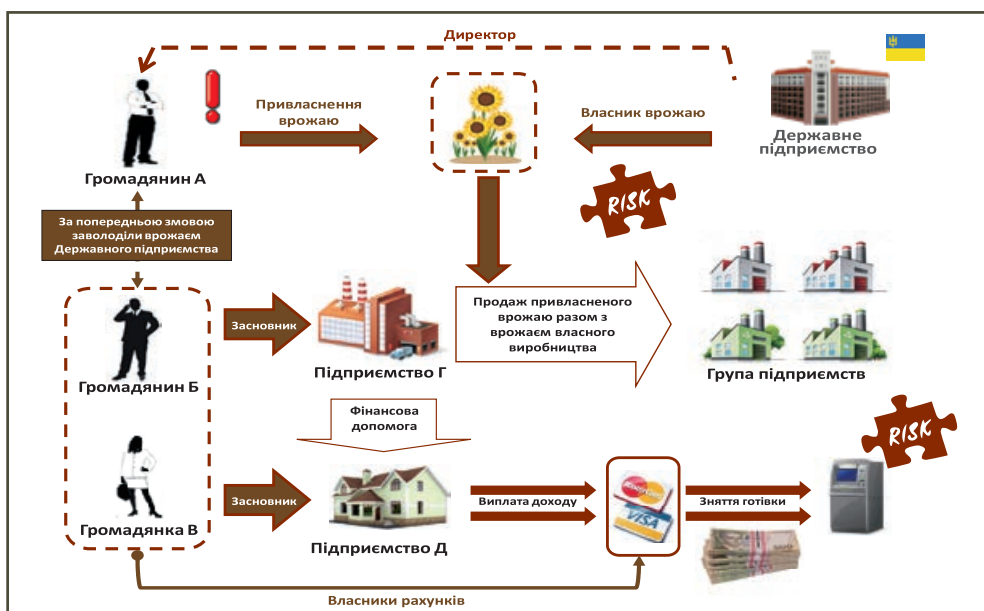 Директор
Привласнення
врожаю
Власник врожаю
Державне
підприємство
Громадянин А
RISK
За попередньою змовою
заволоділи врожаєм
Державного підприємства
Засновник
Продаж привласненого
врожаю разом з
врожаєм власного
виробництва
Громадянин Б
Підприємство Г
Група підприємств
Фінансова
допомога
RISK
Засновник
Виплата доходу
MasterCard
VISA
Зняття готівки
Громадянка В
Підприємство Д
Власники рахунків